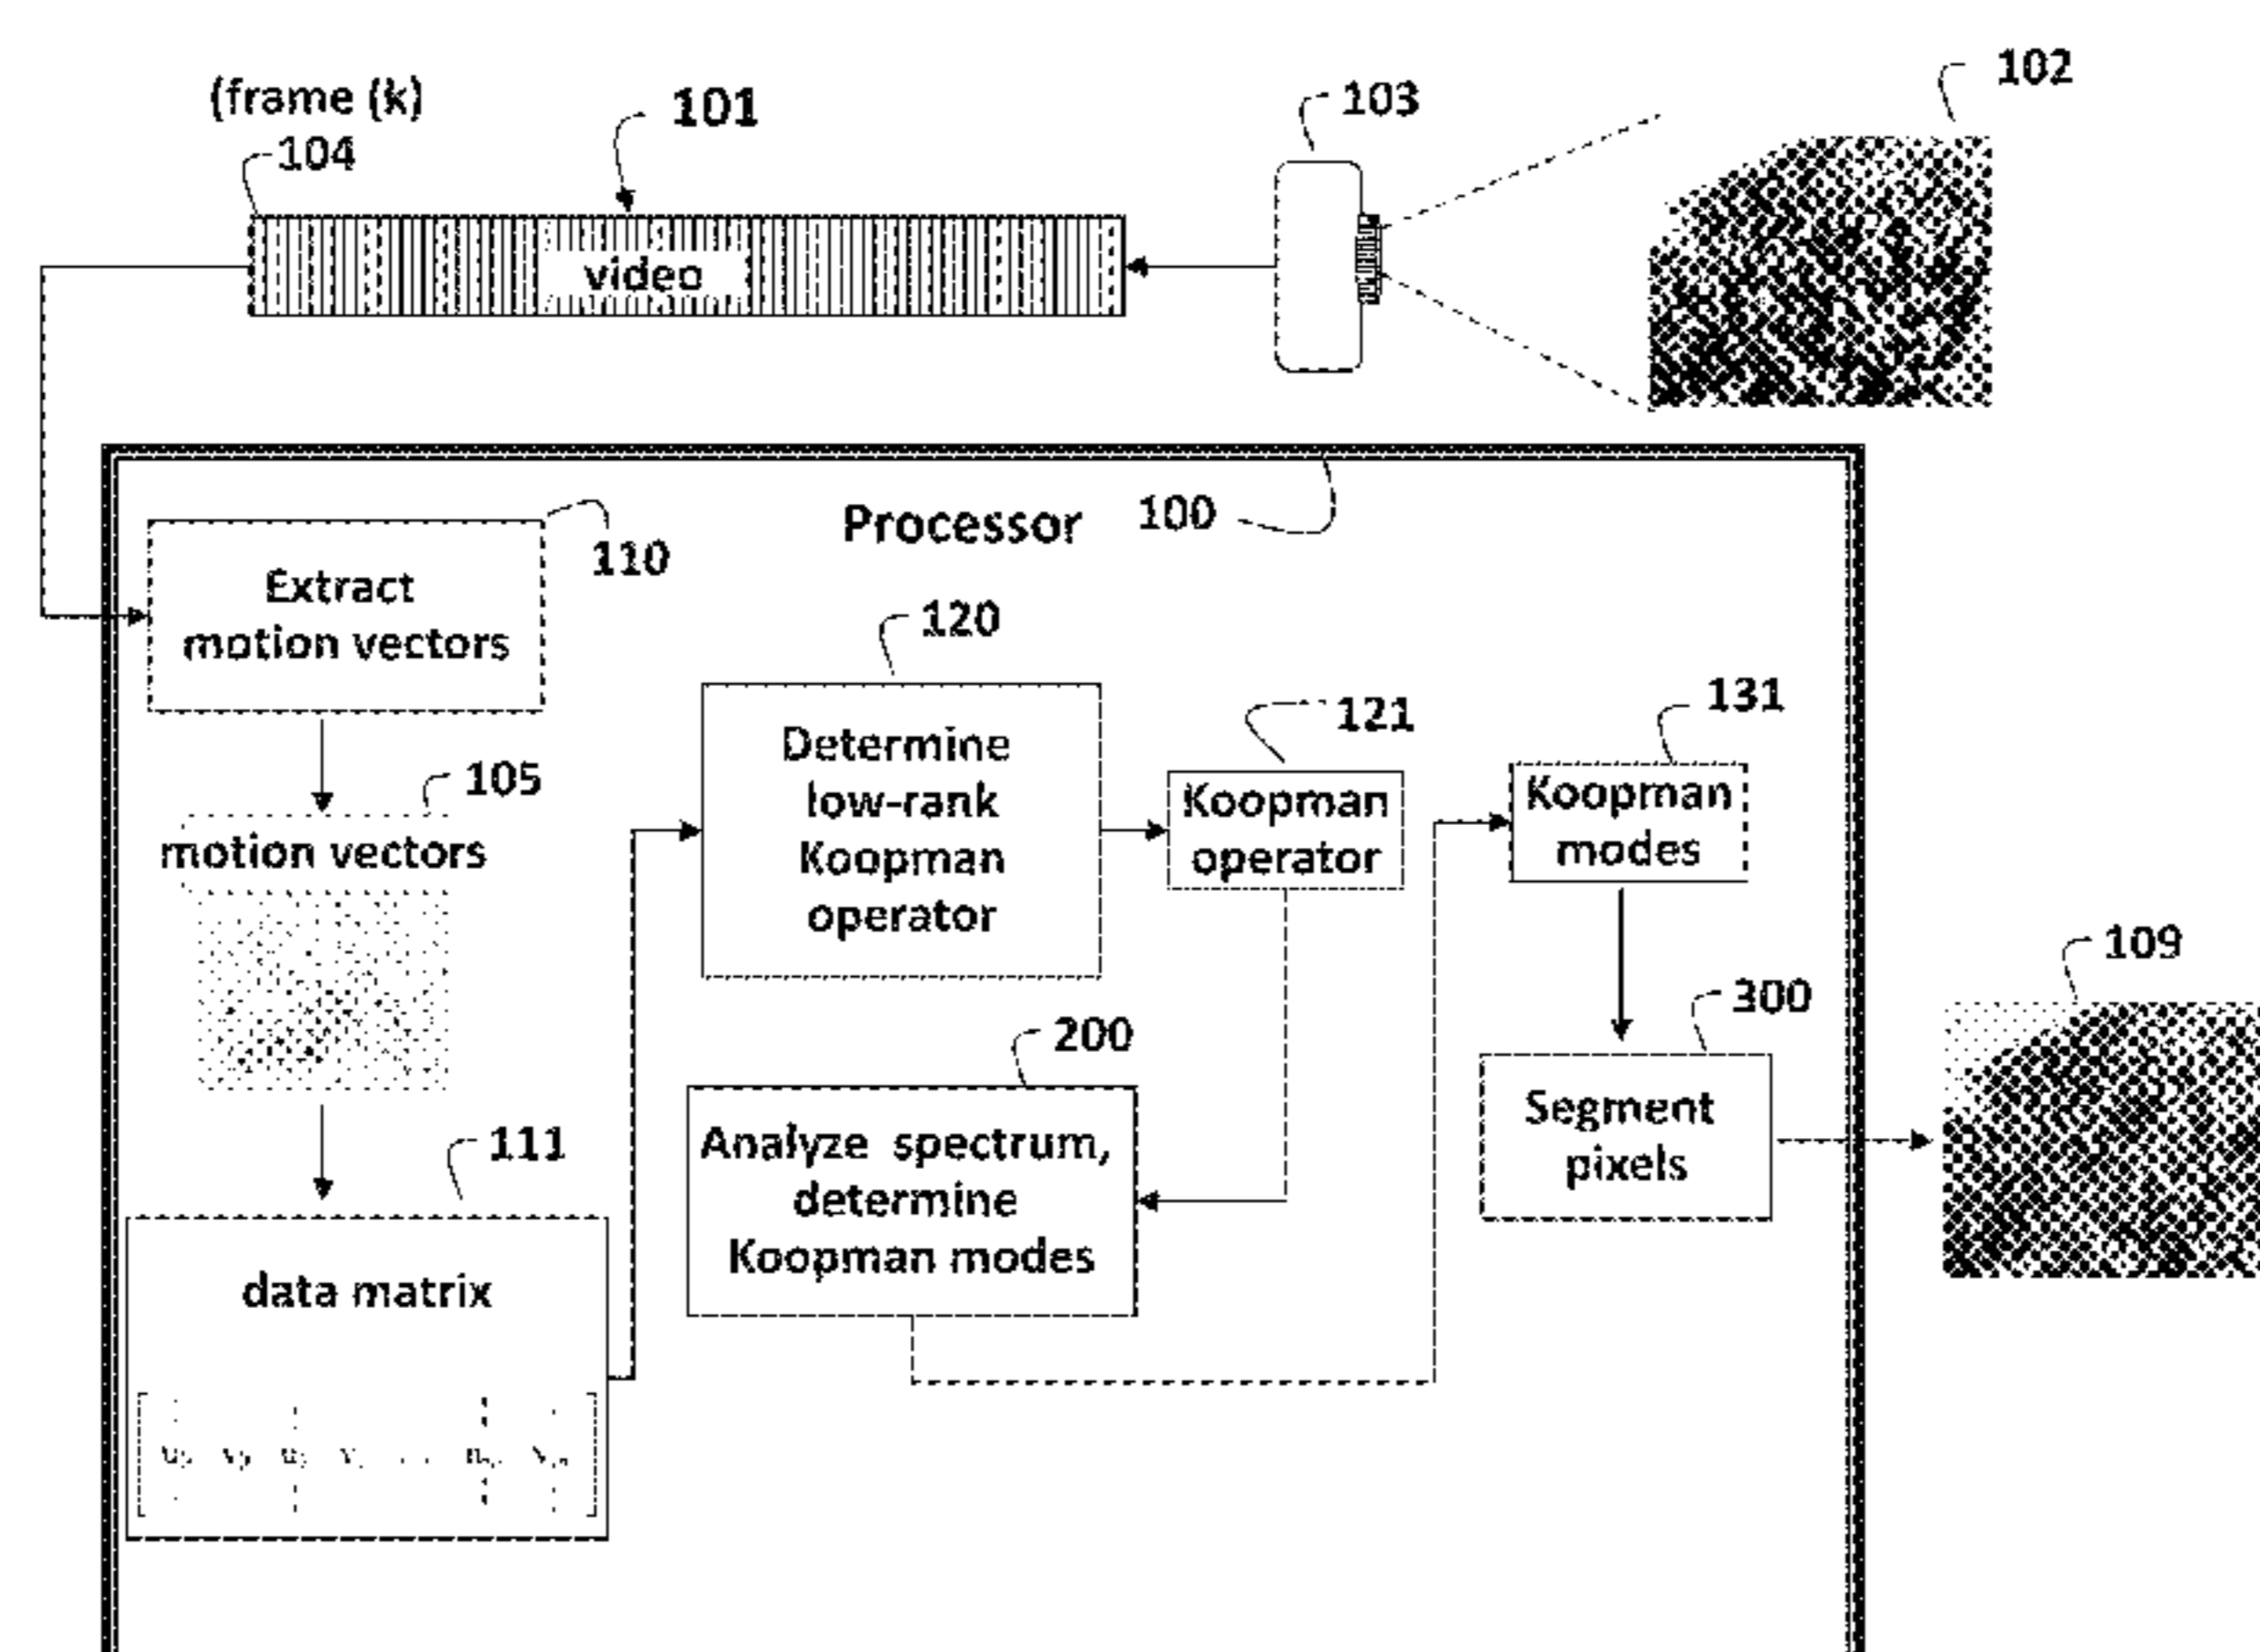 (frame (k)
104
101
103
102
video
Processor
100
110
Extract
motion vectors
120
Determine
low-rank
Koopman
operator
121
Koopman
operator
131
Koopman
modes
105
motion vectors
109
300
Segment
pixels
200
Analyze spectrum,
determine
Koopman modes
111
data matrix